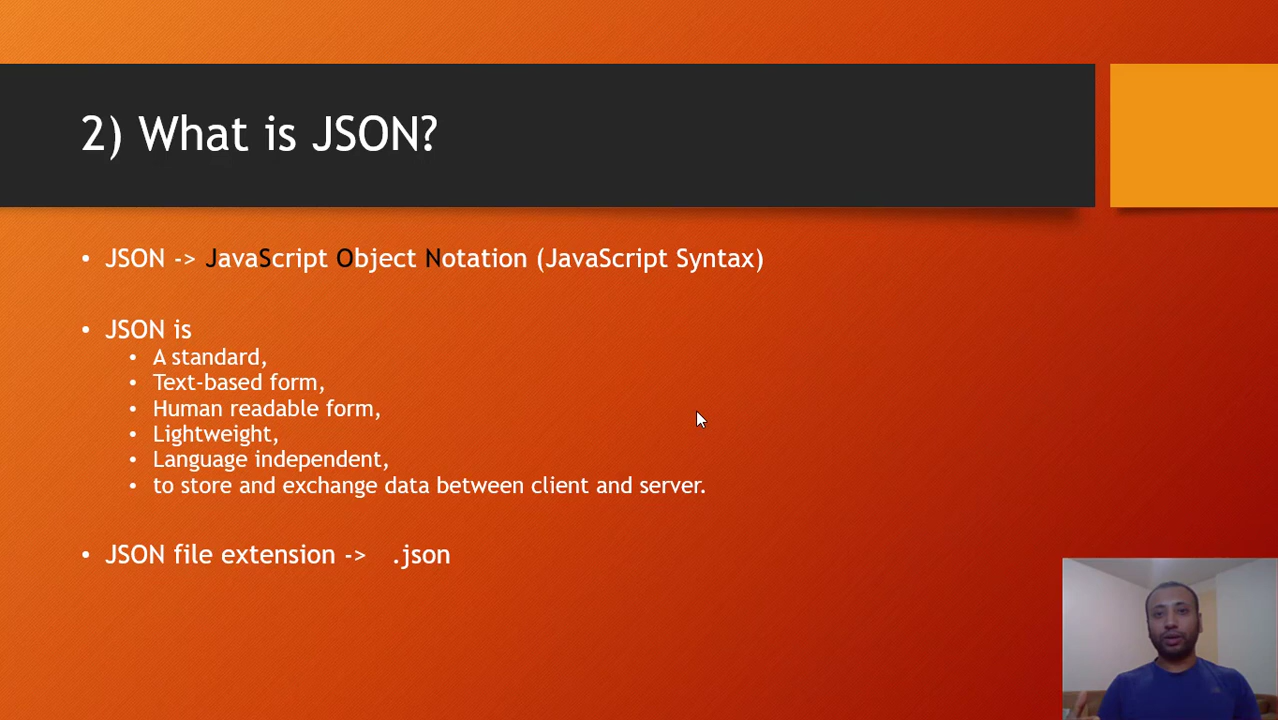 2) What is JSON?
• JSON -> JavaScript Object Notation (JavaScript Syntax)
• JSON is
• A standard,
• Text-based form,
• Human readable form,
• Lightweight,
• Language independent,
• to store and exchange data between client and server.
• JSON file extension -> .json